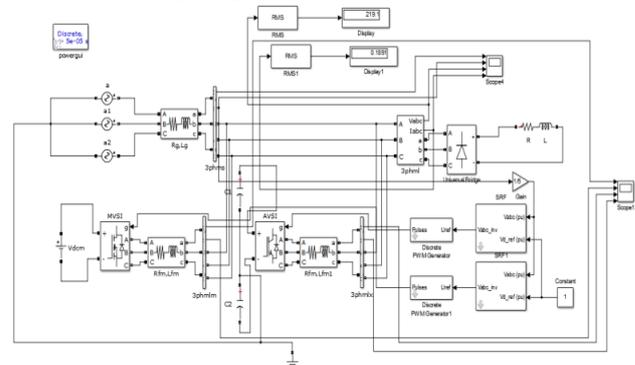 Discrete,
5e-05 s
powergui
RMS
RMS
219.1
Display
RMS
RMS1
0.1891
Display1
Scope4
a
a1
a2
A
B
C
a
b
c
Rg,Lg
3phms
Vabc
Iabc
A
B
C
a
b
c
3phml
A
B
C
+
-
Universal Bridge
R
L
Scope1
1.6
Gain
C1
C2
Vdcm
MVSI
g
A
B
C
+
-
A
B
C
a
b
c
Rfm,Lfm
3phmlm
AVSI
g
A
B
C
+
-
A
B
C
a
b
c
Rfm,Lfm1
3phmlx
Pulses
Uref
Discrete
PWM Generator
SRF
Vabc (pu)
Vabc_inv
Vd_ref (pu)
SRF1
Pulses
Uref
Discrete
PWM Generator1
Vabc (pu)
Vabc_inv
Vd_ref (pu)
Constant
1